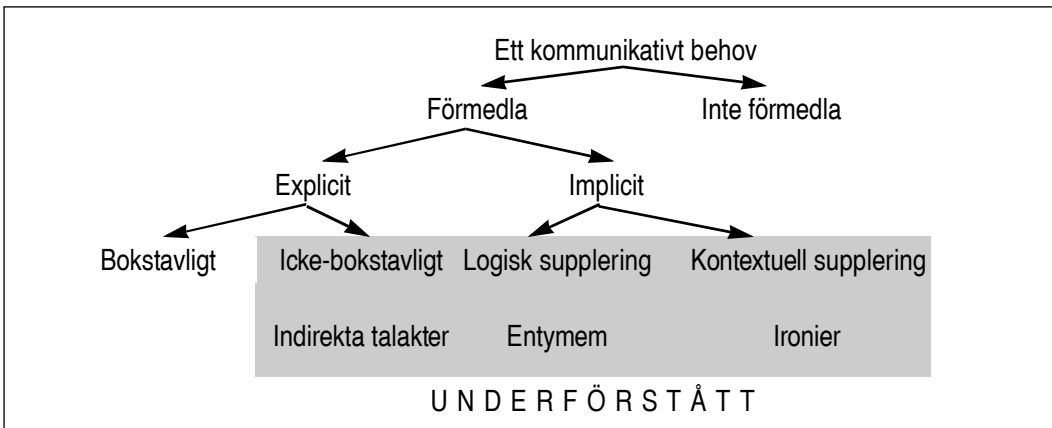 Ett kommunikativt behov
Förmedla Inte förmedla
Explicit Implicit
Bokstavligt Icke-bokstavligt Logisk supplering Kontextuell supplering
Indirekta talakter Entymem Ironier
U N D E R F Ö R S T Å T T